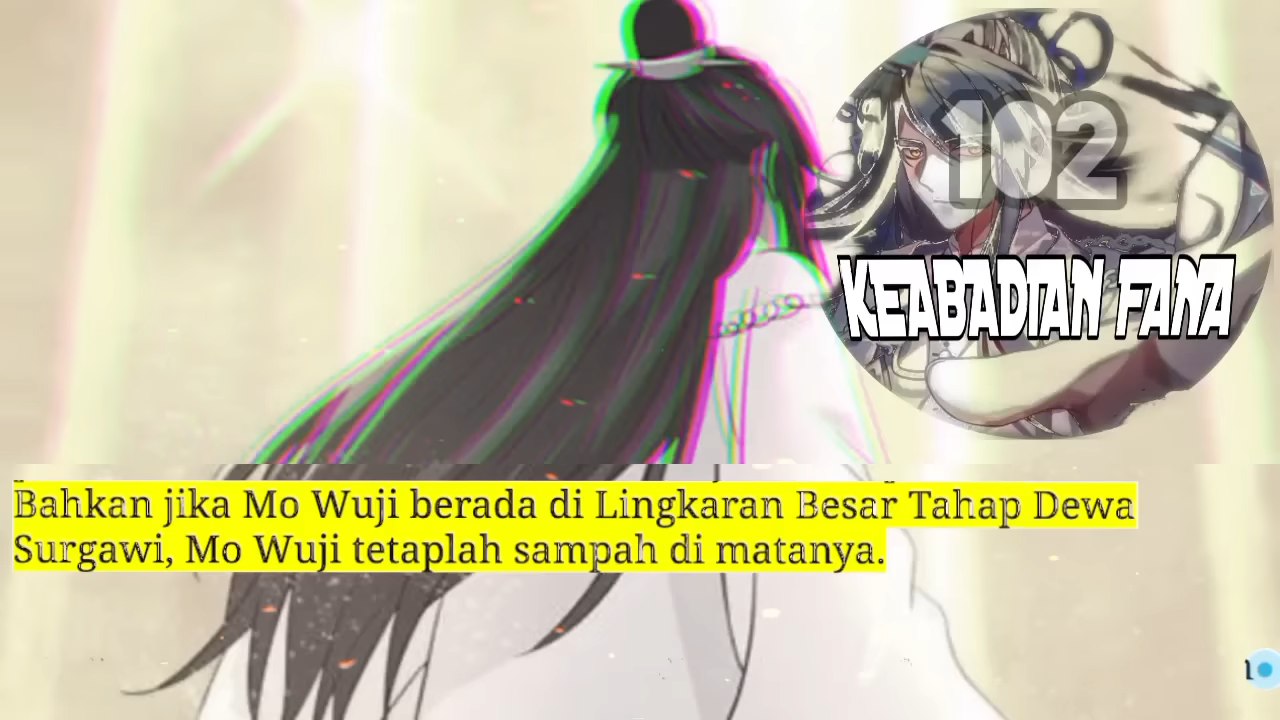 102
KEABADIAN FANA
Bahkan jika Mo Wuji berada di Lingkaran Besar Tahap Dewa
Surgawi, Mo Wuji tetaplah sampah di matanya.